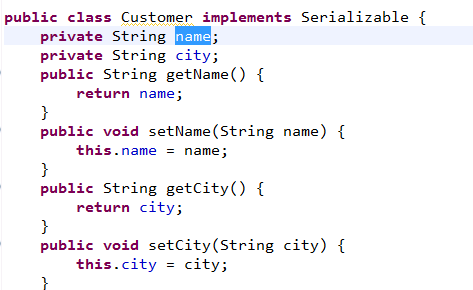 public class Customer implements Serializable {
    private String name;
    private String city;
    public String getName() {
        return name;
    }
    public void setName(String name) {
        this.name = name;
    }
    public String getCity() {
        return city;
    }
    public void setCity(String city) {
        this.city = city;
    }